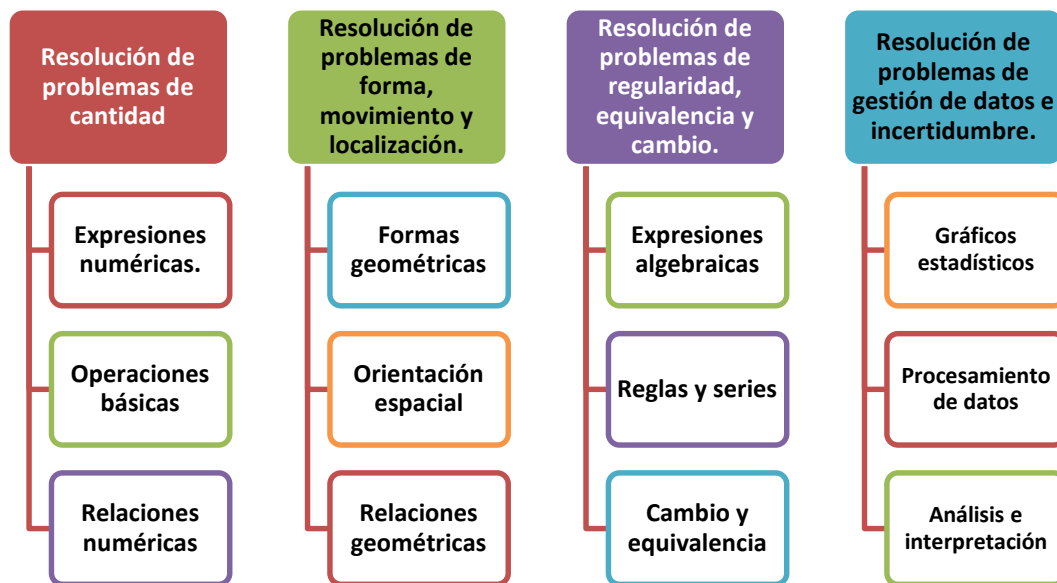 Resolución de
problemas de
cantidad
Expresiones
numéricas.
Operaciones
básicas
Relaciones
numéricas
Resolución de
problemas de
forma,
movimiento y
localización.
Formas
geométricas
Orientación
espacial
Relaciones
geométricas
Resolución de
problemas de
regularidad,
equivalencia y
cambio.
Expresiones
algebraicas
Reglas y series
Cambio y
equivalencia
Resolución de
problemas de
gestión de datos e
incertidumbre.
Gráficos
estadísticos
Procesamiento
de datos
Análisis e
interpretación